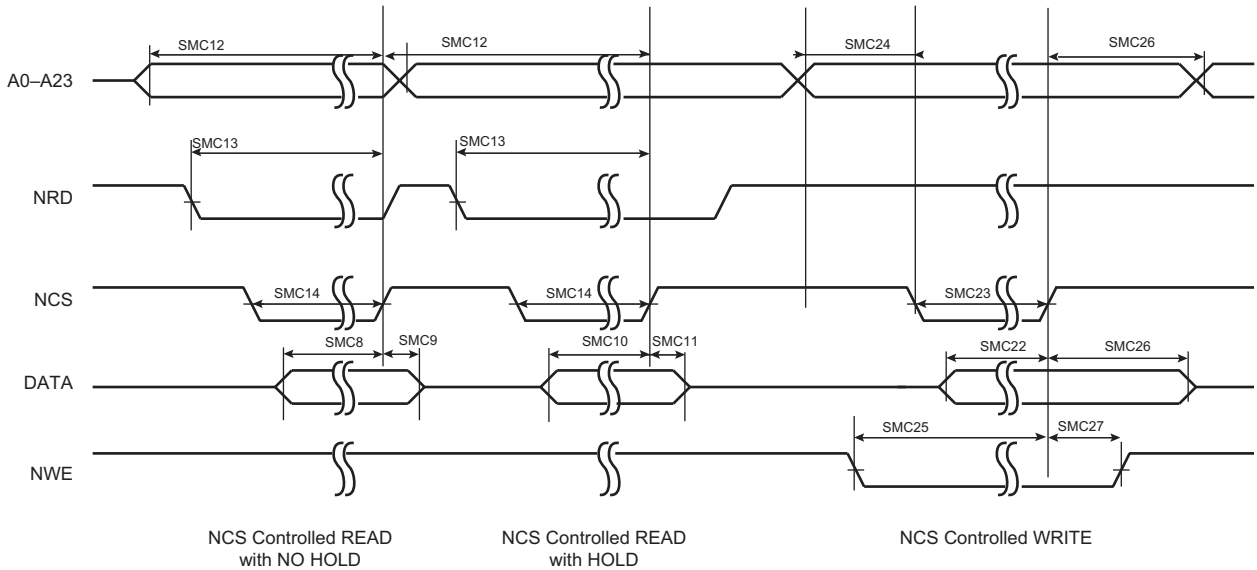 SMC12
SMC12
SMC24
SMC26
A0–A23
SMC13
SMC13
NRD
NCS
SMC14
SMC14
SMC23
SMC8
SMC9
SMC10
SMC11
SMC22
SMC26
DATA
SMC25
SMC27
NWE
NCS Controlled READ
with NO HOLD
NCS Controlled READ
with HOLD
NCS Controlled WRITE